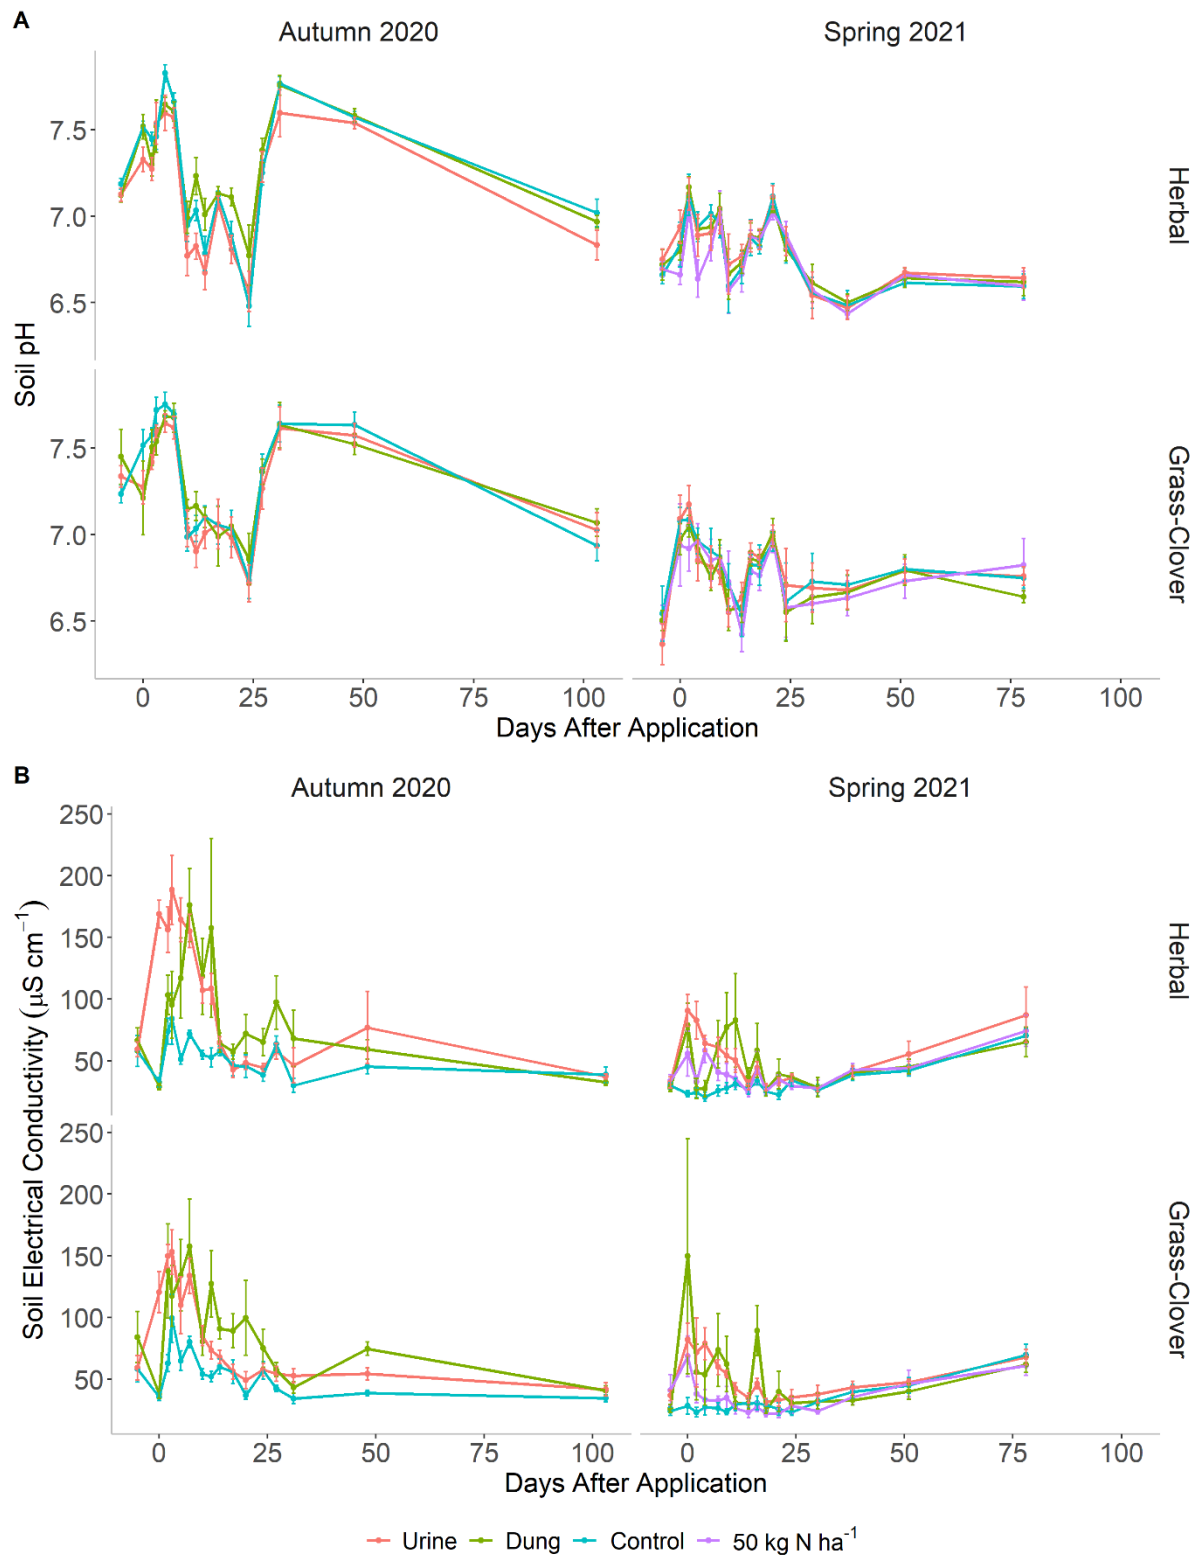 A
Autumn 2020
Spring 2021
Soil pH
7.5
7.0
6.5
Herbal
7.5
7.0
6.5
Grass-Clover
0 25 50 75 100
0 25 50 75 100
Days After Application
B
Autumn 2020
Spring 2021
Soil Electrical Conductivity (μS cm⁻¹)
250
200
150
100
50
Herbal
250
200
150
100
50
Grass-Clover
0 25 50 75 100
0 25 50 75 100
Days After Application
Urine Dung Control 50 kg N ha⁻¹